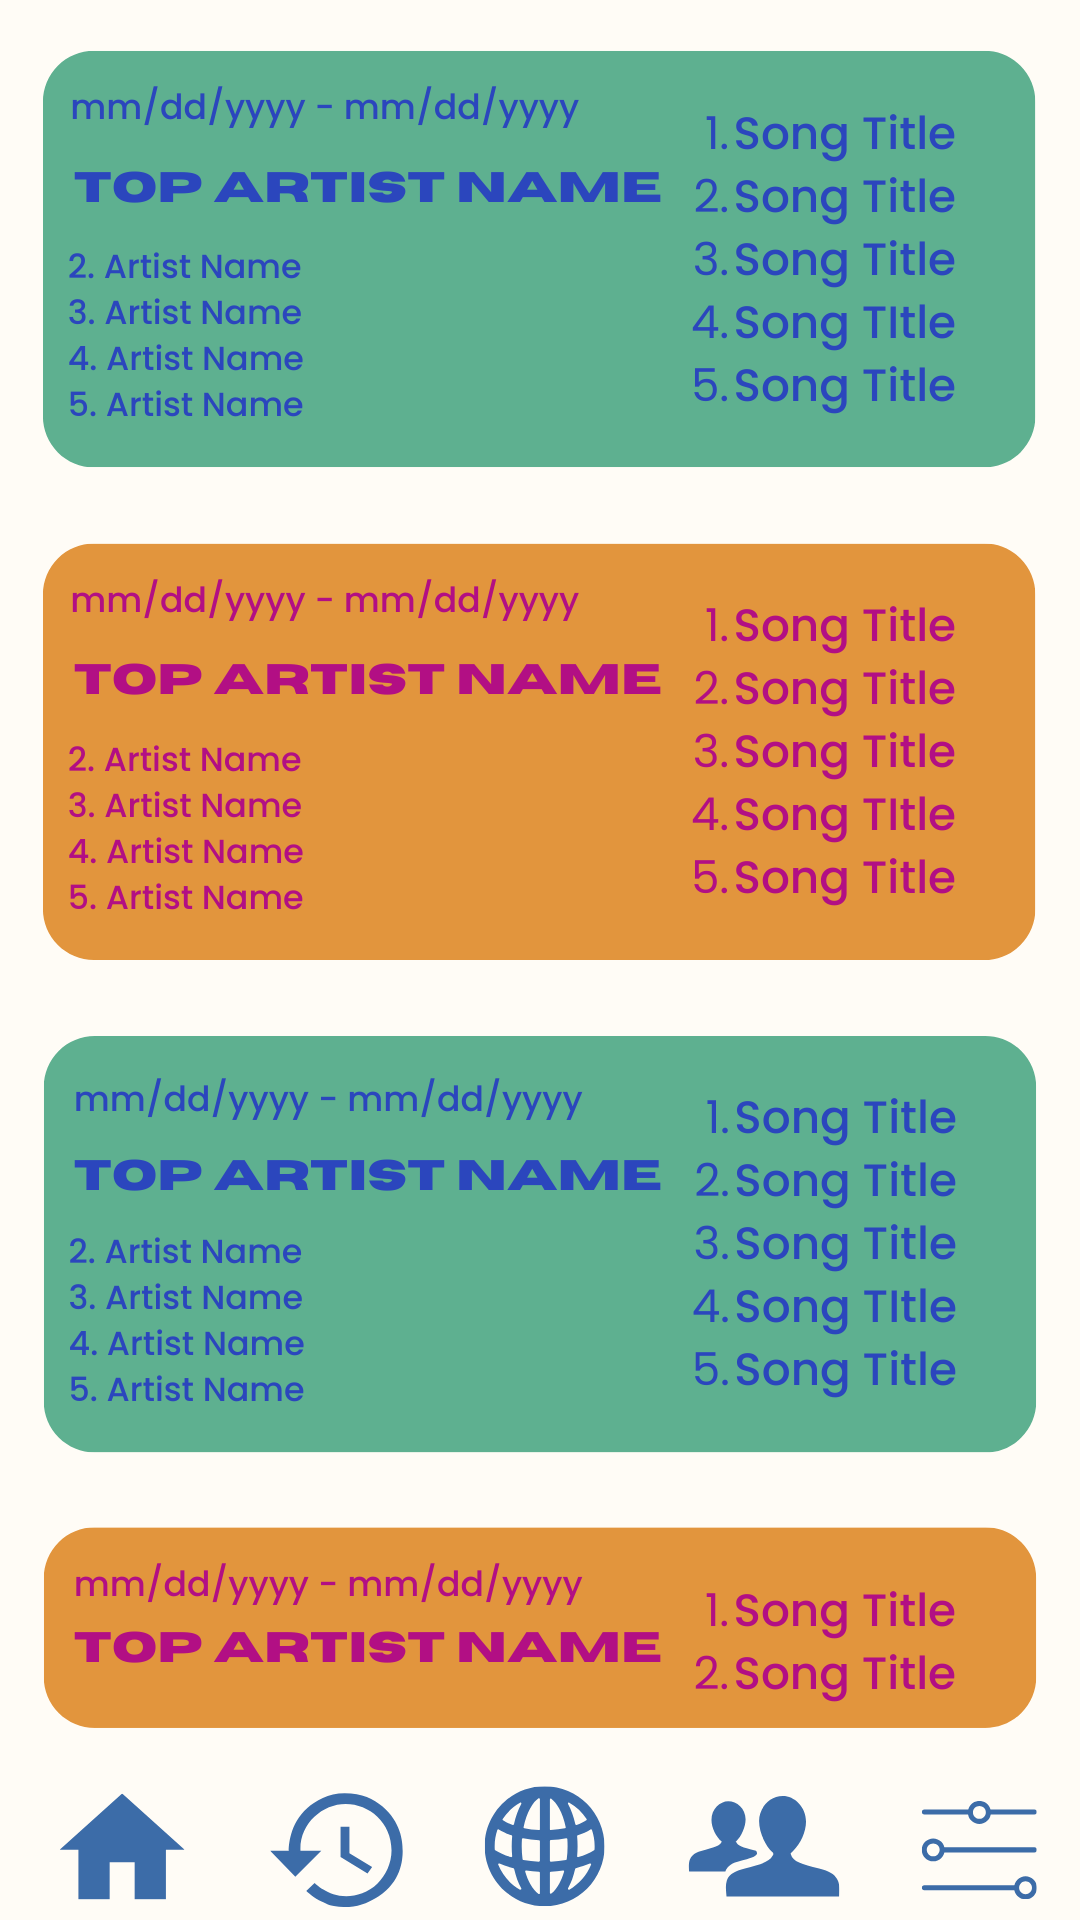 mm/dd/yyyy - mm/dd/yyyy
TOP ARTIST NAME
2. Artist Name
3. Artist Name
4. Artist Name
5. Artist Name
1. Song Title
2. Song Title
3. Song Title
4. Song TItle
5. Song Title
mm/dd/yyyy - mm/dd/yyyy
TOP ARTIST NAME
2. Artist Name
3. Artist Name
4. Artist Name
5. Artist Name
1. Song Title
2. Song Title
3. Song Title
4. Song TItle
5. Song Title
mm/dd/yyyy - mm/dd/yyyy
TOP ARTIST NAME
2. Artist Name
3. Artist Name
4. Artist Name
5. Artist Name
1. Song Title
2. Song Title
3. Song Title
4. Song TItle
5. Song Title
mm/dd/yyyy - mm/dd/yyyy
TOP ARTIST NAME
1. Song Title
2. Song Title